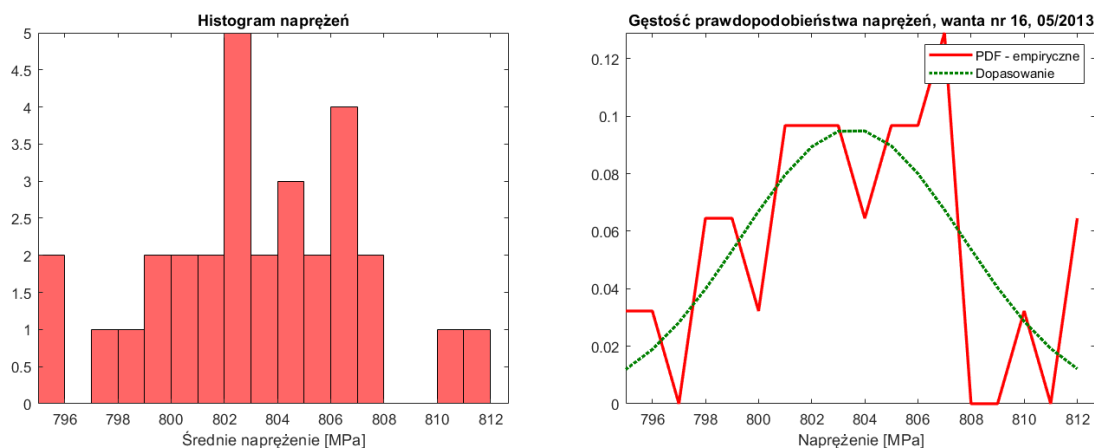 Histogram naprężeń
5
4.5
4
3.5
3
2.5
2
1.5
1
0.5
0
796 798 800 802 804 806 808 810 812
Średnie naprężenie [MPa]
Gęstość prawdopodobieństwa naprężeń, wanta nr 16, 05/2013
PDF - empiryczne
Dopasowanie
0.12
0.1
0.08
0.06
0.04
0.02
0
796 798 800 802 804 806 808 810 812
Naprężenie [MPa]